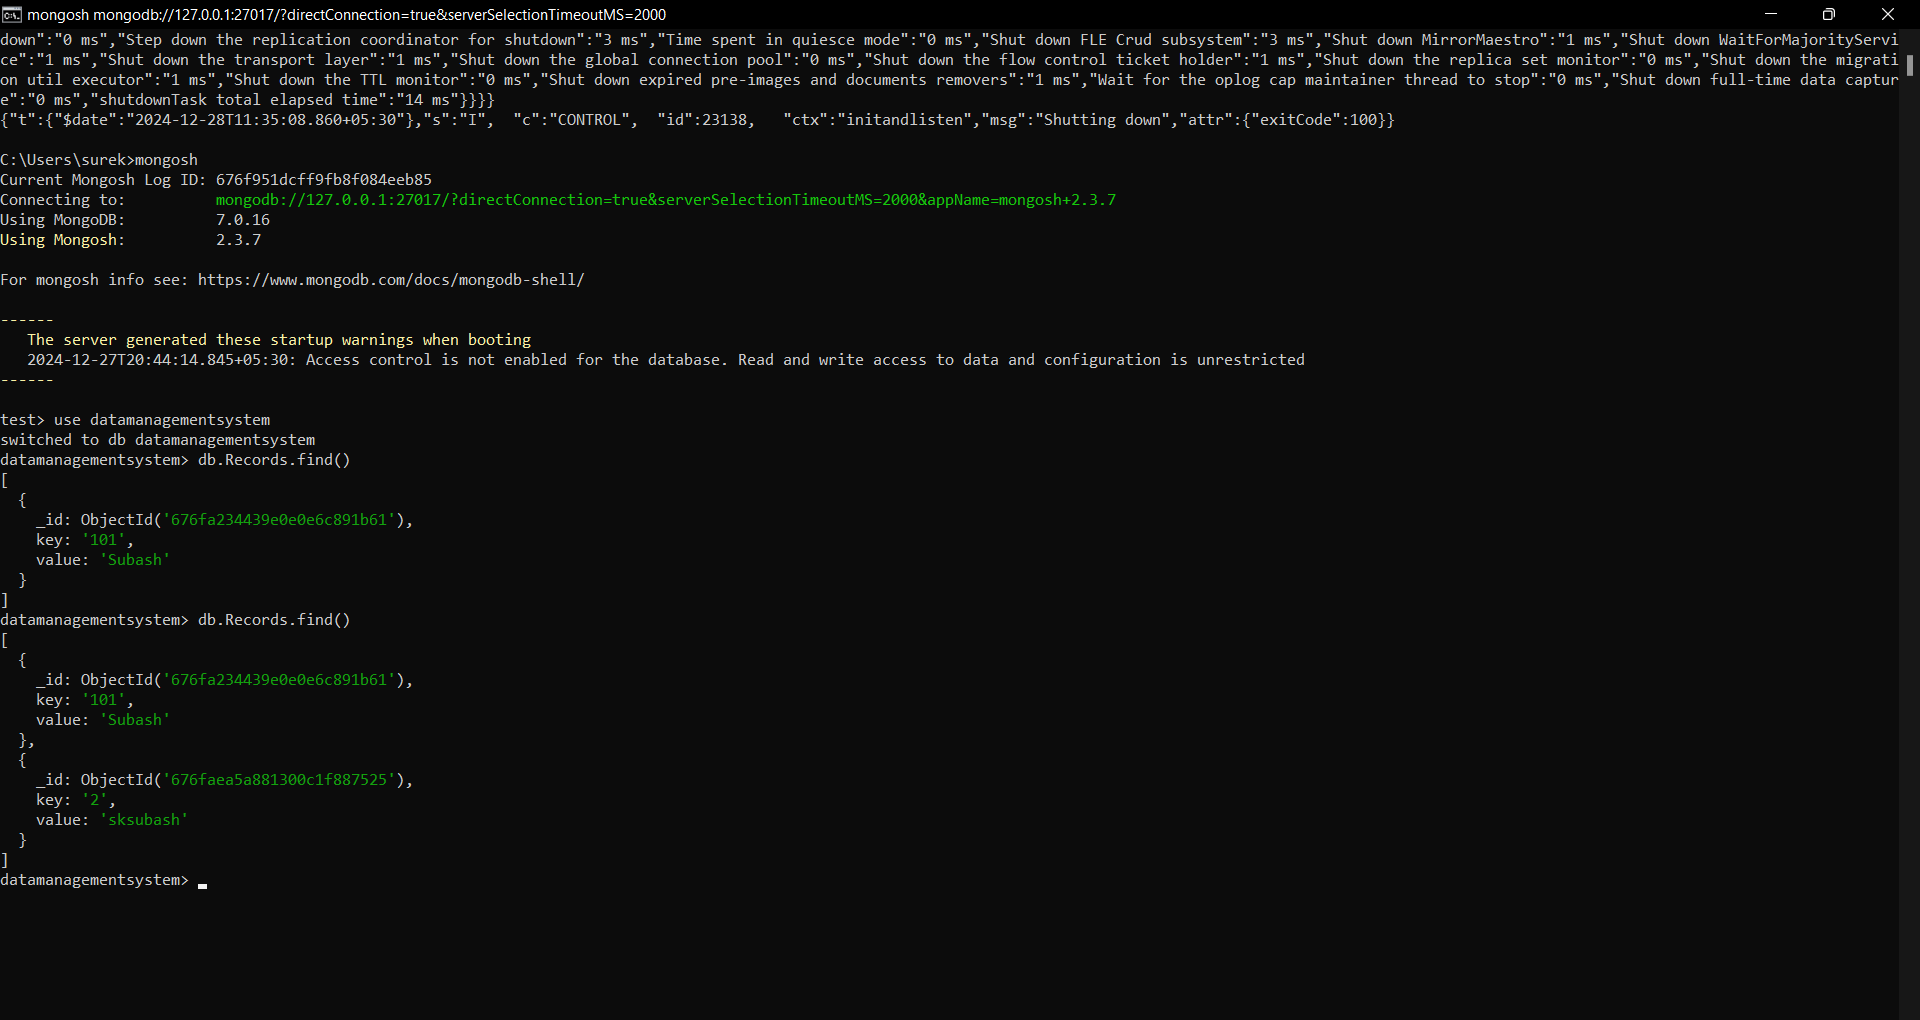 mongosh mongodb://127.0.0.1:27017/?directConnection=true&serverSelectionTimeoutMS=2000
down":"0 ms","Step down the replication coordinator for shutdown":"3 ms","Time spent in quiesce mode":"0 ms","Shut down FLE Crud subsystem":"3 ms","Shut down MirrorMaestro":"1 ms","Shut down WaitForMajorityServi
ce":"1 ms","Shut down the transport layer":"1 ms","Shut down the global connection pool":"0 ms","Shut down the flow control ticket holder":"1 ms","Shut down the replica set monitor":"0 ms","Shut down the migrati
on util executor":"1 ms","Shut down the TTL monitor":"0 ms","Shut down expired pre-images and documents removers":"1 ms","Wait for the oplog cap maintainer thread to stop":"0 ms","Shut down full-time data captur
e":"0 ms","shutdownTask total elapsed time":"14 ms"}}}}
{"t":{"$date":"2024-12-28T11:35:08.860+05:30"},"s":"I",  "c":"CONTROL",  "id":23138,   "ctx":"initandlisten","msg":"Shutting down","attr":{"exitCode":100}}
C:\Users\surek>mongosh
Current Mongosh Log ID: 676f951dcff9fb8f084eeb85
Connecting to:          mongodb://127.0.0.1:27017/?directConnection=true&serverSelectionTimeoutMS=2000&appName=mongosh+2.3.7
Using MongoDB:          7.0.16
Using Mongosh:          2.3.7
For mongosh info see: https://www.mongodb.com/docs/mongodb-shell/
------
   The server generated these startup warnings when booting
   2024-12-27T20:44:14.845+05:30: Access control is not enabled for the database. Read and write access to data and configuration is unrestricted
------
test> use datamanagementsystem
switched to db datamanagementsystem
datamanagementsystem> db.Records.find()
[
  {
    _id: ObjectId('676fa234439e0e0e6c891b61'),
    key: '101',
    value: 'Subash'
  }
]
datamanagementsystem> db.Records.find()
[
  {
    _id: ObjectId('676fa234439e0e0e6c891b61'),
    key: '101',
    value: 'Subash'
  },
  {
    _id: ObjectId('676faea5a881300c1f887525'),
    key: '2',
    value: 'sksubash'
  }
]
datamanagementsystem>